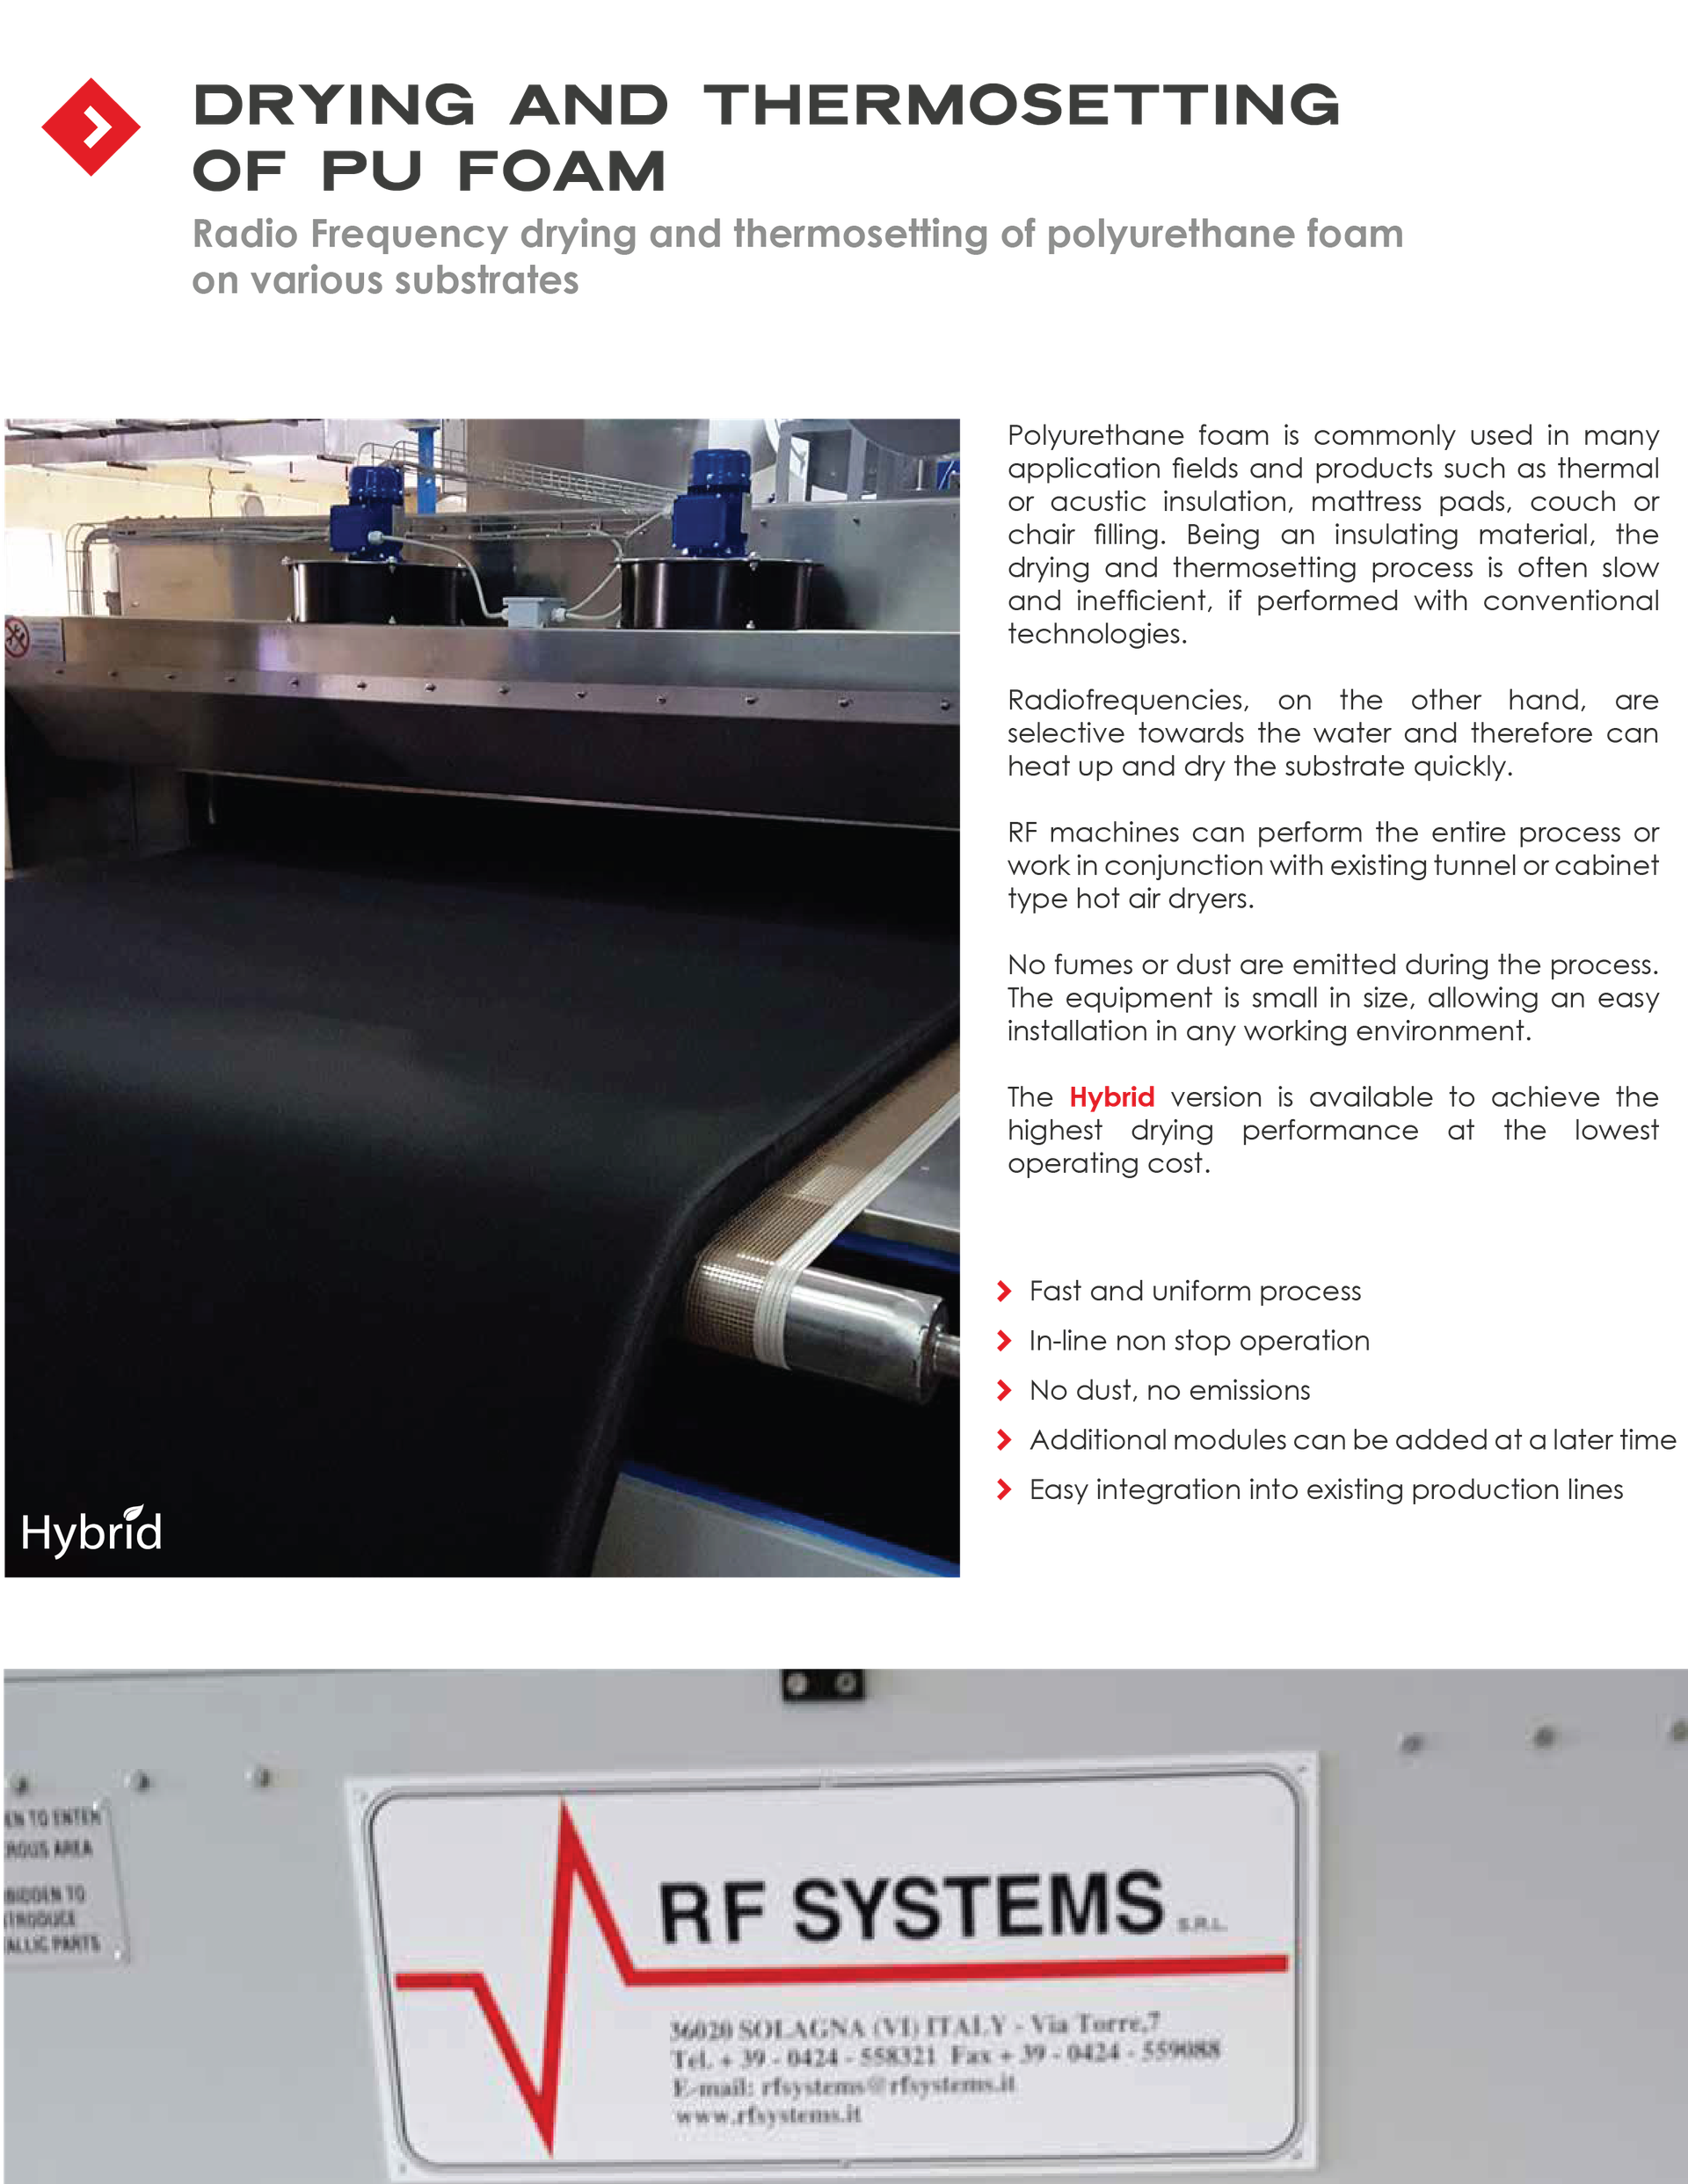 DRYING AND THERMOSETTING
OF PU FOAM
Radio Frequency drying and thermosetting of polyurethane foam
on various substrates
Polyurethane foam is commonly used in many
application fields and products such as thermal
or acustic insulation, mattress pads, couch or
chair filling. Being an insulating material, the
drying and thermosetting process is often slow
and inefficient, if performed with conventional
technologies.
Radiofrequencies, on the other hand, are
selective towards the water and therefore can
heat up and dry the substrate quickly.
RF machines can perform the entire process or
work in conjunction with existing tunnel or cabinet
type hot air dryers.
No fumes or dust are emitted during the process.
The equipment is small in size, allowing an easy
installation in any working environment.
The Hybrid version is available to achieve the
highest drying performance at the lowest
operating cost.
Fast and uniform process
In-line non stop operation
No dust, no emissions
Additional modules can be added at a later time
Easy integration into existing production lines
Hybrid
EN TO ENTER
ROUS AREA
BIDDEN TO
TRODUCE
ALLIC PARTS
RF SYSTEMS S.R.L.
36020 SOLAGNA (VI) ITALY - Via Torre,7
Tel. + 39 - 0424 - 558321 Fax + 39 - 0424 - 559088
E-mail: rfsystems@rfsystems.it
www.rfsystems.it